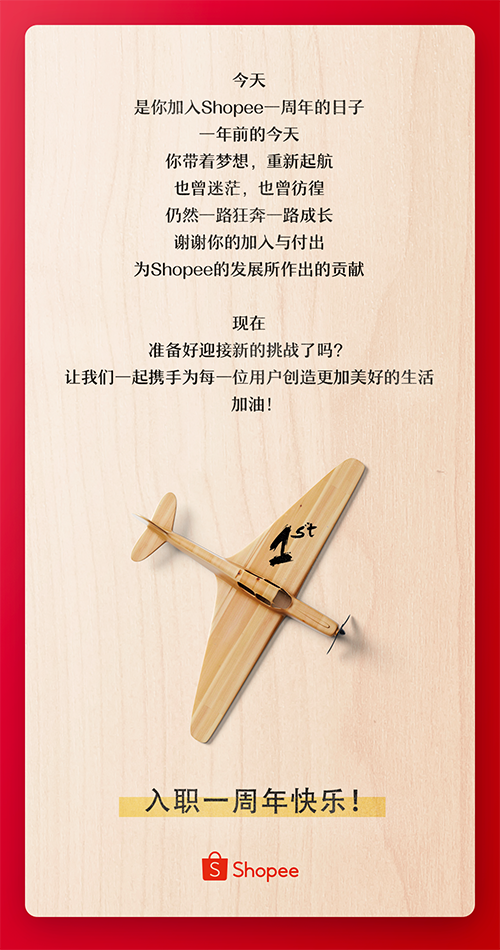 今天
是你加入Shopee一周年的日子
一年前的今天
你带着梦想，重新起航
也曾迷茫，也曾彷徨
仍然一路狂奔一路成长
谢谢你的加入与付出
为Shopee的发展所作出的贡献
现在
准备好迎接新的挑战了吗？
让我们一起携手为每一位用户创造更加美好的生活
加油！
1st
入职一周年快乐！
S Shopee